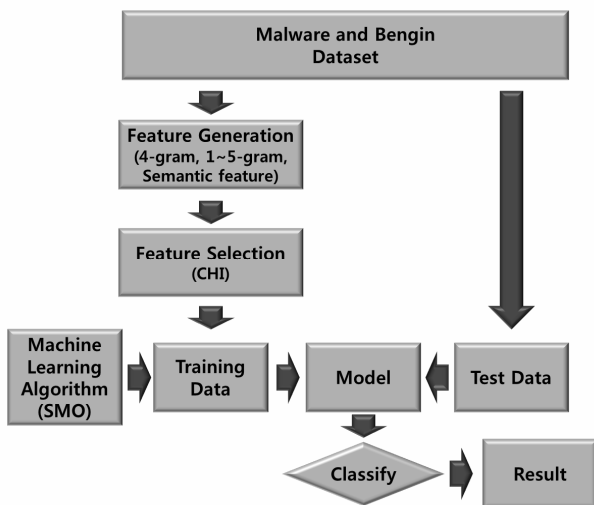 Malware and Bengin
Dataset
Feature Generation
(4-gram, 1~5-gram,
Semantic feature)
Feature Selection
(CHI)
Machine
Learning
Algorithm
(SMO)
Training
Data
Model
Test Data
Classify
Result